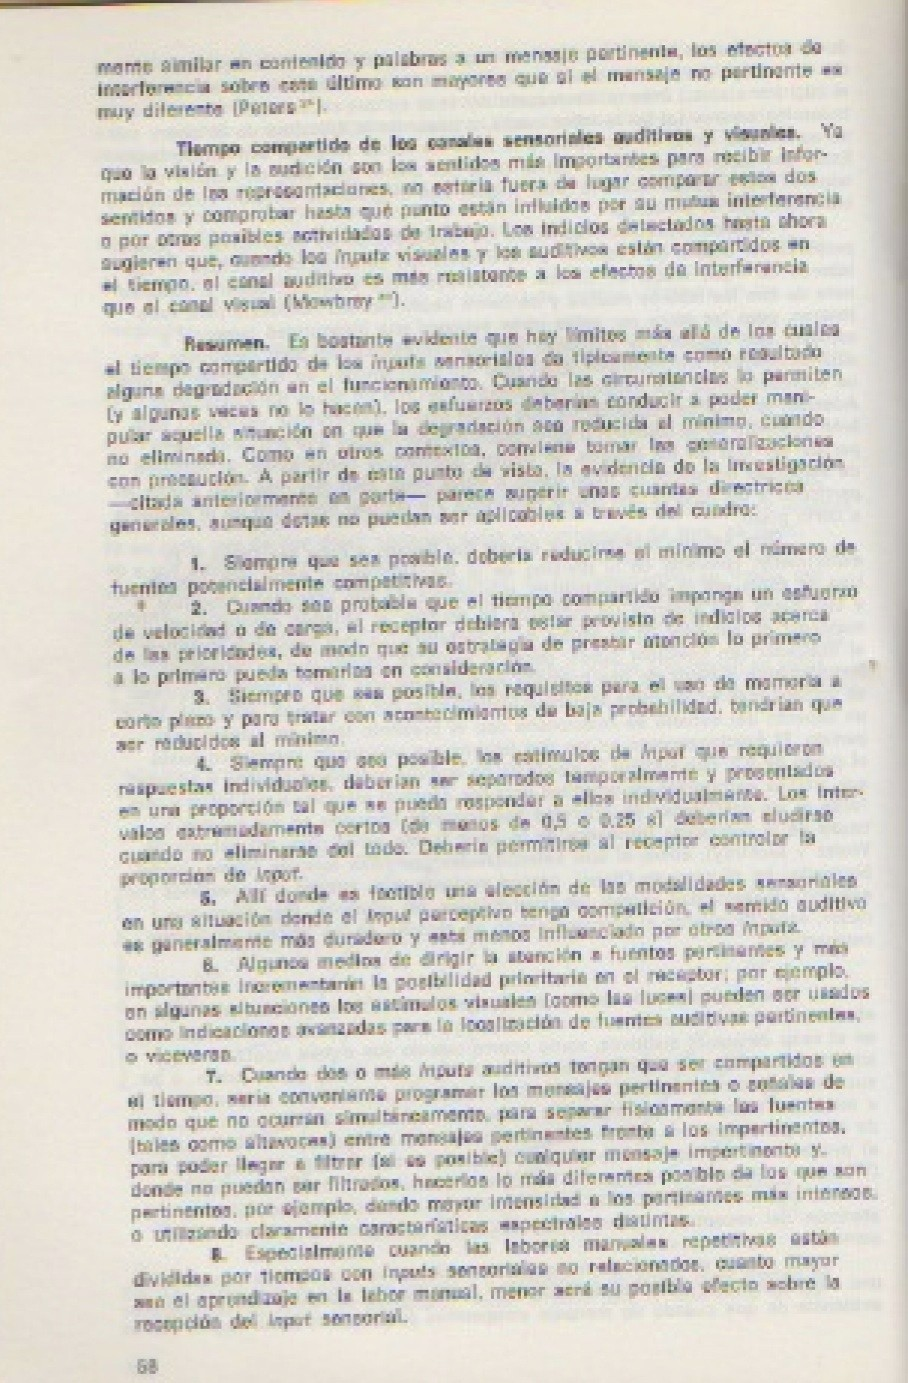 mente similar en contenido y palabras a un mensaje pertinente, los efectos de
interferencia sobre este último son mayores que si el mensaje no pertinente es
muy diferente (Peters).
Tiempo compartido de los canales sensoriales auditivos y visuales. Ya
que la visión y la audición son los sentidos más importantes para recibir infor-
mación de las representaciones, no estaría fuera de lugar comparar estos dos
sentidos y comprobar hasta qué punto están influidos por su mutua interferencia
o por otras posibles actividades de trabajo. Los indicios detectados hasta ahora
sugieren que, cuando los inputs visuales y los auditivos están compartidos en
el tiempo, el canal auditivo es más resistente a los efectos de interferencia
que el canal visual (Mowbray).
Resumen. Es bastante evidente que hay límites más allá de los cuales
el tiempo compartido de los inputs sensoriales da típicamente como resultado
alguna degradación en el funcionamiento. Cuando las circunstancias lo permiten
(y algunas veces no lo hacen), los esfuerzos deberían conducir a poder mani-
pular aquella situación en que la degradación sea reducida al mínimo, cuando
no eliminada. Como en otros contextos, conviene tomar las generalizaciones
con precaución. A partir de este punto de vista, la evidencia de la investigación
—citada anteriormente en parte— parece sugerir unas cuantas directrices
generales, aunque éstas no puedan ser aplicables a través del cuadro:
1. Siempre que sea posible, debería reducirse al mínimo el número de
fuentes potencialmente competitivas.
2. Cuando sea probable que el tiempo compartido imponga un esfuerzo
de velocidad o de carga, el receptor debiera estar provisto de indicios acerca
de las prioridades, de modo que su estrategia de prestar atención lo primero
a lo primero pueda tomarlas en consideración.
3. Siempre que sea posible, los requisitos para el uso de memoria a
corto plazo y para tratar con acontecimientos de baja probabilidad, tendrían que
ser reducidos al mínimo.
4. Siempre que sea posible, los estímulos de input que requieren
respuestas individuales, deberían ser separados temporalmente y presentados
en una proporción tal que se pueda responder a ellos individualmente. Los inter-
valos extremadamente cortos (de menos de 0,5 o 0.25 s) deberían eludirse
cuando no eliminarse del todo. Debería permitirse al receptor controlar la
proporción de input.
5. Allí donde es factible una elección de las modalidades sensoriales
en una situación donde el input perceptivo tenga competición, el sentido auditivo
es generalmente más duradero y está menos influenciado por otros inputs.
6. Algunos medios de dirigir la atención a fuentes pertinentes y más
importantes incrementarán la posibilidad prioritaria en el receptor; por ejemplo,
en algunas situaciones los estímulos visuales (como las luces) pueden ser usados
como indicaciones avanzadas para la localización de fuentes auditivas pertinentes,
o viceversa.
7. Cuando dos o más inputs auditivos tengan que ser compartidos en
el tiempo, sería conveniente programar los mensajes pertinentes o señales de
modo que no ocurran simultáneamente, para separar físicamente las fuentes
(tales como altavoces) entre mensajes pertinentes frente a los impertinentes,
para poder llegar a filtrar (si es posible) cualquier mensaje impertinente y,
donde no puedan ser filtrados, hacerlos lo más diferentes posible de los que son
pertinentes, por ejemplo, dando mayor intensidad a los pertinentes más intensos,
o utilizando claramente características espectrales distintas.
8. Especialmente cuando las labores manuales repetitivas están
divididas por tiempos con inputs sensoriales no relacionados, cuanto mayor
sea el aprendizaje en la labor manual, menor será su posible efecto sobre la
recepción del input sensorial.
68